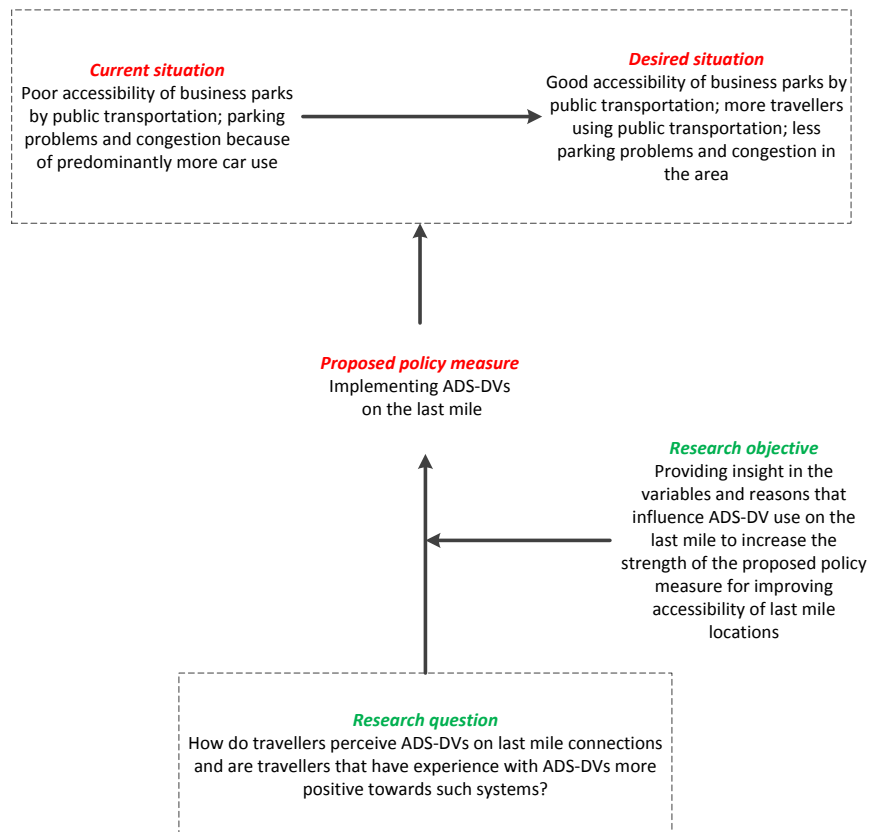 Current situation
Poor accessibility of business parks
by public transportation; parking
problems and congestion because
of predominantly more car use
Desired situation
Good accessibility of business parks by
public transportation; more travellers
using public transportation; less
parking problems and congestion in
the area
Proposed policy measure
Implementing ADS-DVs
on the last mile
Research objective
Providing insight in the
variables and reasons that
influence ADS-DV use on the
last mile to increase the
strength of the proposed policy
measure for improving
accessibility of last mile
locations
Research question
How do travellers perceive ADS-DVs on last mile connections
and are travellers that have experience with ADS-DVs more
positive towards such systems?